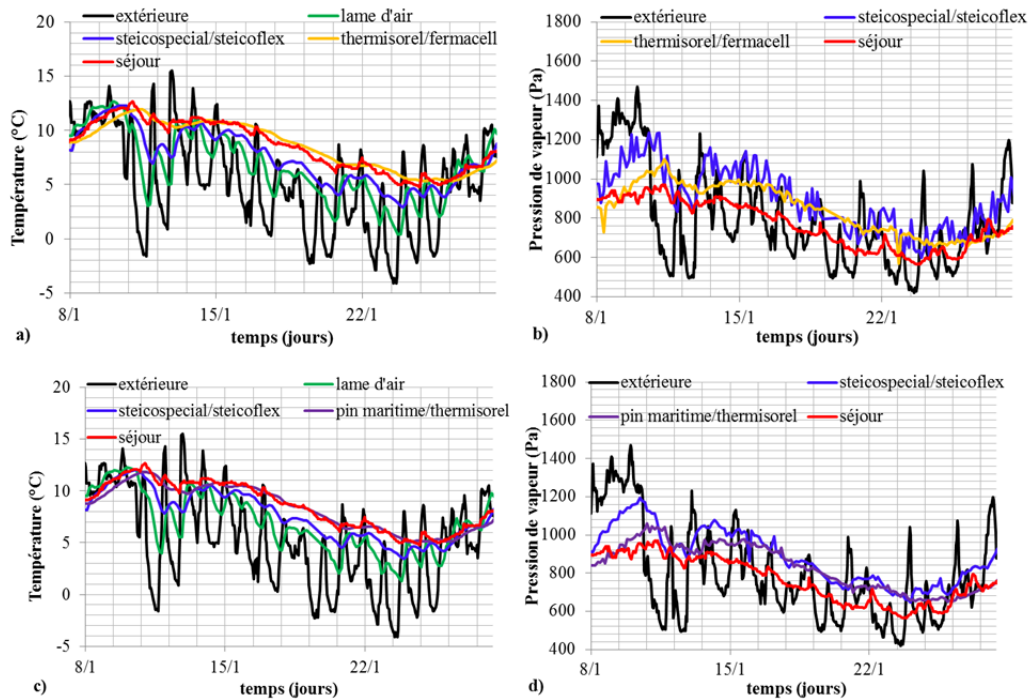 extérieure
lame d'air
steicospecial/steicoflex
thermisorel/fermacell
séjour
Température (°C)
20
15
10
5
0
-5
8/1
15/1
22/1
temps (jours)
a)
extérieure
steicospecial/steicoflex
thermisorel/fermacell
séjour
Pression de vapeur (Pa)
1800
1600
1400
1200
1000
800
600
400
8/1
15/1
22/1
temps (jours)
b)
extérieure
lame d'air
steicospecial/steicoflex
pin maritime/thermisorel
séjour
Température (°C)
20
15
10
5
0
-5
8/1
15/1
22/1
temps (jours)
c)
extérieure
steicospecial/steicoflex
pin maritime/thermisorel
séjour
Pression de vapeur (Pa)
1800
1600
1400
1200
1000
800
600
400
8/1
15/1
22/1
temps (jours)
d)